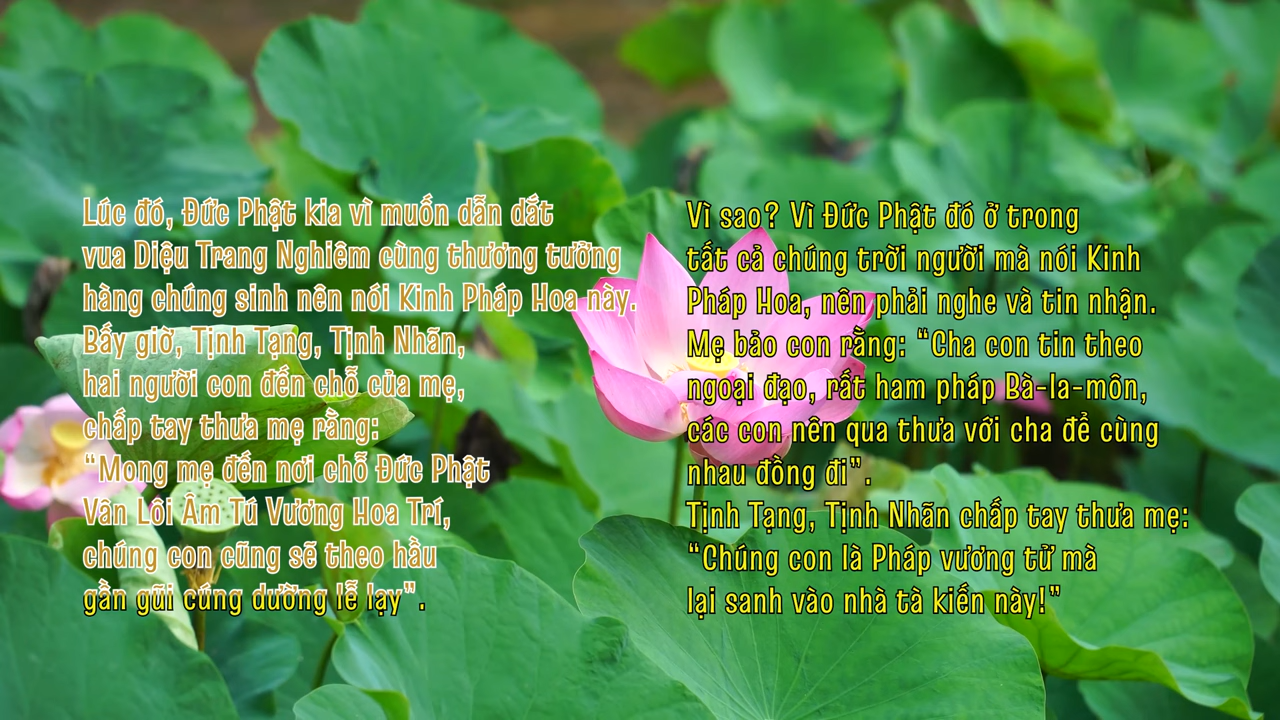 Lúc đó, Đức Phật kia vì muốn dẫn dắt
vua Diệu Trang Nghiêm cùng thương tưởng
hàng chúng sinh nên nói Kinh Pháp Hoa này.
Bấy giờ, Tịnh Tạng, Tịnh Nhãn,
hai người con đến chỗ của mẹ,
chấp tay thưa mẹ rằng:
“Mong mẹ đến nơi chỗ Đức Phật
Vân Lôi Âm Tú Vương Hoa Trí,
chúng con cũng sẽ theo hầu
gần gũi cúng dường lễ lạy”.
Vì sao? Vì Đức Phật đó ở trong
tất cả chúng trời người mà nói Kinh
Pháp Hoa, nên phải nghe và tin nhận.
Mẹ bảo con rằng: “Cha con tin theo
ngoại đạo, rất ham pháp Bà-la-môn,
các con nên qua thưa với cha để cùng
nhau đồng đi”.
Tịnh Tạng, Tịnh Nhãn chấp tay thưa mẹ:
“Chúng con là Pháp vương tử mà
lại sanh vào nhà tà kiến này!”